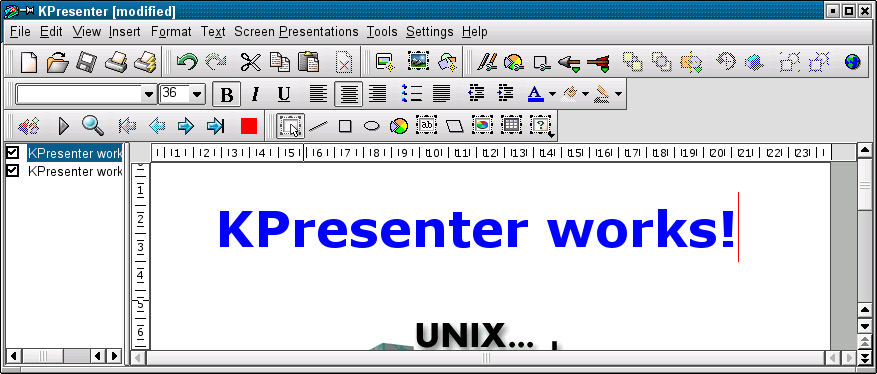 KPresenter [modified]
File Edit View Insert Format Text Screen Presentations Tools Settings Help
36 B I U A
ab ?
KPresenter work
KPresenter work
1 2 3 4 5 6 7 8 9 10 11 12 13 14 15 16 17 18 19 20 21 22 23
1
2
3
4
5
6
KPresenter works!
UNIX...